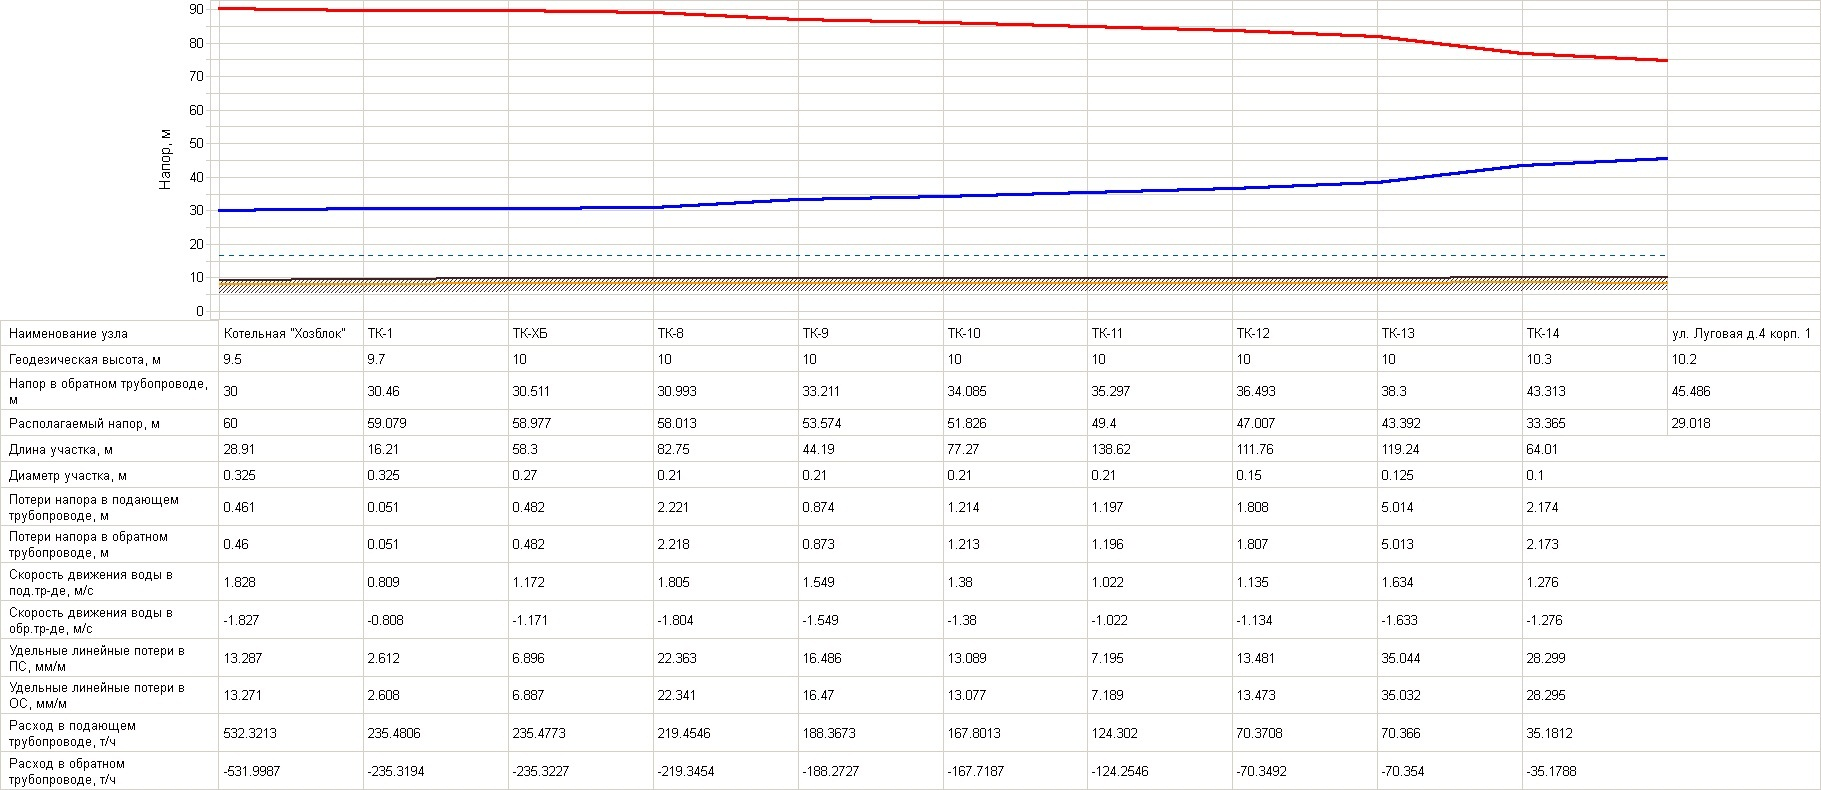 90
80
70
60
50
40
30
20
10
0
Напор, м
Наименование узла Котельная "Хозблок" ТК-1 ТК-ХБ ТК-8 ТК-9 ТК-10 ТК-11 ТК-12 ТК-13 ТК-14 ул. Луговая д.4 корп. 1
Геодезическая высота, м 9.5 9.7 10 10 10 10 10 10 10 10.3 10.2
Напор в обратном трубопроводе,
м 30 30.46 30.511 30.993 33.211 34.085 35.297 36.493 38.3 43.313 45.486
Располагаемый напор, м 60 59.079 58.977 58.013 53.574 51.826 49.4 47.007 43.392 33.365 29.018
Длина участка, м 28.91 16.21 58.3 82.75 44.19 77.27 138.62 111.76 119.24 64.01
Диаметр участка, м 0.325 0.325 0.27 0.21 0.21 0.21 0.21 0.15 0.125 0.1
Потери напора в подающем
трубопроводе, м 0.461 0.051 0.482 2.221 0.874 1.214 1.197 1.808 5.014 2.174
Потери напора в обратном
трубопроводе, м 0.46 0.051 0.482 2.218 0.873 1.213 1.196 1.807 5.013 2.173
Скорость движения воды в
под.тр-де, м/с 1.828 0.809 1.172 1.805 1.549 1.38 1.022 1.135 1.634 1.276
Скорость движения воды в
обр.тр-де, м/с -1.827 -0.808 -1.171 -1.804 -1.549 -1.38 -1.022 -1.134 -1.633 -1.276
Удельные линейные потери в
ПС, мм/м 13.287 2.612 6.896 22.363 16.486 13.089 7.195 13.481 35.044 28.299
Удельные линейные потери в
ОС, мм/м 13.271 2.608 6.887 22.341 16.47 13.077 7.189 13.473 35.032 28.295
Расход в подающем
трубопроводе, т/ч 532.3213 235.4806 235.4773 219.4546 188.3673 167.8013 124.302 70.3708 70.366 35.1812
Расход в обратном
трубопроводе, т/ч -531.9987 -235.3194 -235.3227 -219.3454 -188.2727 -167.7187 -124.2546 -70.3492 -70.354 -35.1788